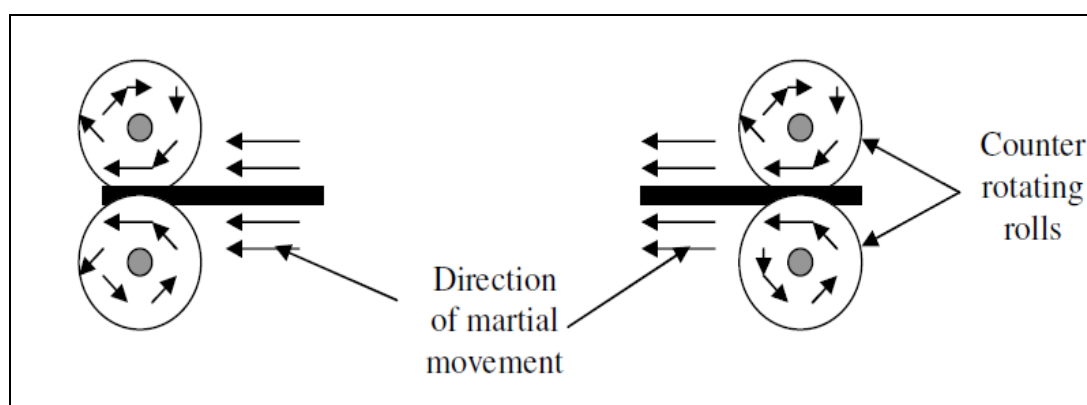 Counter
rotating
rolls
Direction
of martial
movement